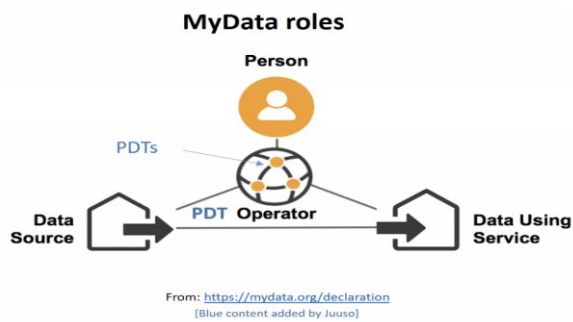 MyData roles
Person
PDTs
PDT Operator
Data
Source
Data Using
Service
From: https://mydata.org/declaration
[Blue content added by Juuso]